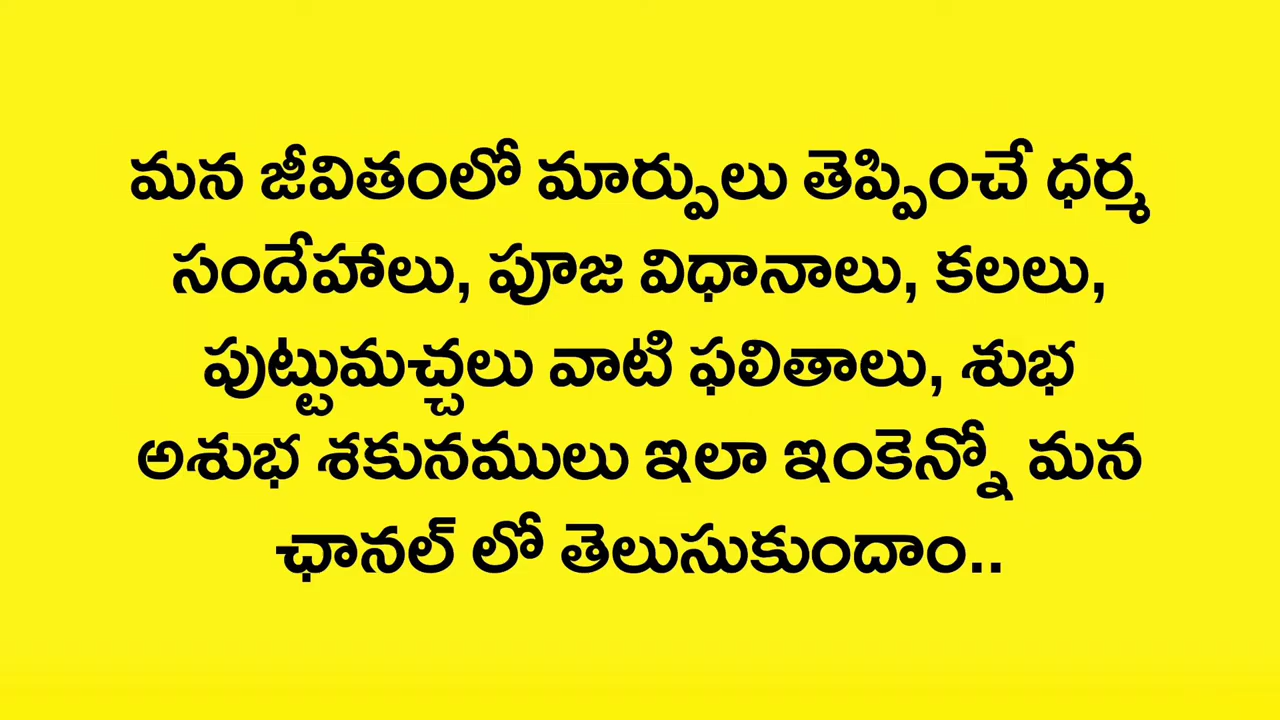 మన జీవితంలో మార్పులు తెప్పించే ధర్మ
సందేహాలు, పూజ విధానాలు, కలలు,
పుట్టుమచ్చలు వాటి ఫలితాలు, శుభ
అశుభ శకునములు ఇలా ఇంకెన్నో మన
ఛానల్ లో తెలుసుకుందాం..